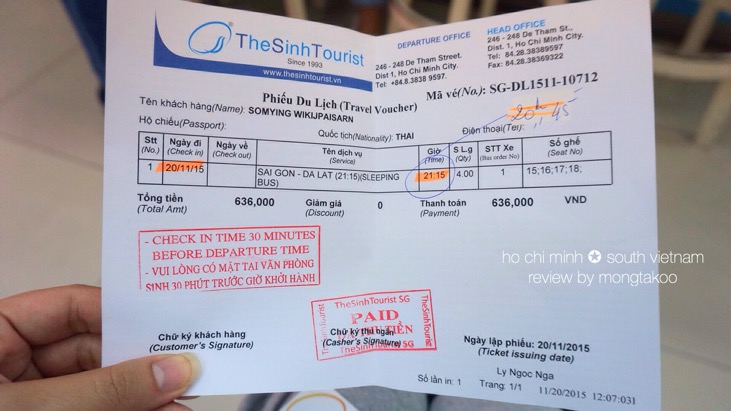 TheSinhTourist
Since 1993
www.thesinhtourist.vn
DEPARTURE OFFICE
246 - 248 De Tham Street.
Dist 1, Ho Chi Minh City.
Tel: +84.8.3838 9597.
HEAD OFFICE
246 - 248 De Tham St.,
Dist 1, Ho Chi Minh City.
Tel: 84.28.38389597
Fax: 84.28.38369322
Phiếu Du Lịch (Travel Voucher)
Mã vé(No.): SG-DL1511-10712
Tên khách hàng(Name): SOMYING WIKIJPAISARN
20h45
Hộ chiếu(Passport):
Quốc tịch(Nationality): THAI
Điện thoại(Tel):
Stt (No.) Ngày đi (Check in) Ngày về (Check out) Tên dịch vụ (Service) Giờ (Time) S Lg (Qty) STT Xe (Bus order No) Số ghế (Seat No)
1 20/11/15 SAI GON - DA LAT (21:15)(SLEEPING BUS) 21:15 4.00 1 15;16;17;18;
Tổng tiền (Total Amt) 636,000 Giảm giá (Discount) 0 Thanh toán (Payment) 636,000 VND
- CHECK IN TIME 30 MINUTES
BEFORE DEPARTURE TIME
- VUI LÒNG CÓ MẶT TẠI VĂN PHÒNG
SINH 30 PHÚT TRƯỚC GIỜ KHỞI HÀNH
ho chi minh ✪ south vietnam
review by mongtakoo
TheSinhTourist SG
PAID
TheSinhTourist
TheSinhTourist SG
Chữ ký khách hàng
(Customer's Signature)
Chữ ký thu ngân
(Casher's Signature)
Ngày lập phiếu: 20/11/2015
(Ticket issuing date)
Ly Ngoc Nga
Số lần in: 1 Trang: 1/1 11/20/2015 12:07:031